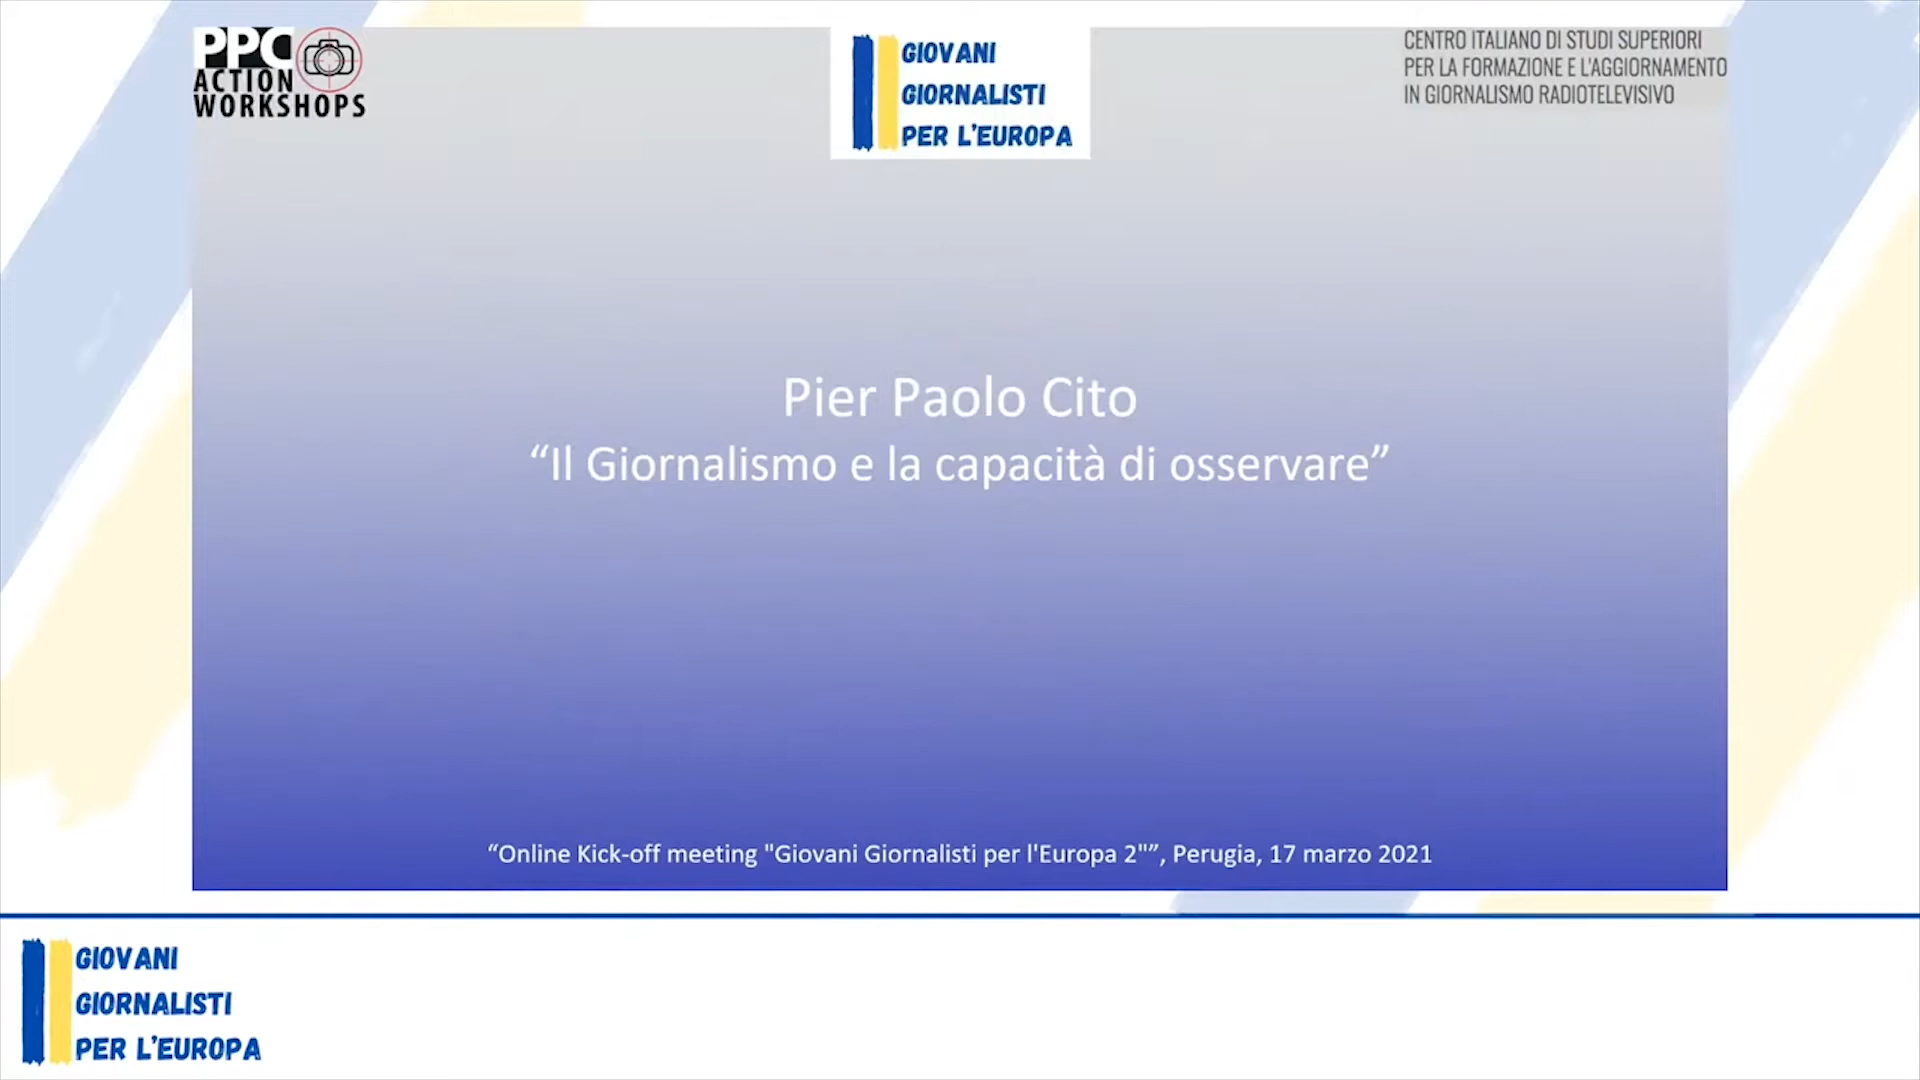 PPC
ACTION
WORKSHOPS
GIOVANI
GIORNALISTI
PER L'EUROPA
CENTRO ITALIANO DI STUDI SUPERIORI
PER LA FORMAZIONE E L'AGGIORNAMENTO
IN GIORNALISMO RADIOTELEVISIVO
Pier Paolo Cito
“Il Giornalismo e la capacità di osservare”
“Online Kick-off meeting "Giovani Giornalisti per l'Europa 2"”, Perugia, 17 marzo 2021
GIOVANI
GIORNALISTI
PER L'EUROPA